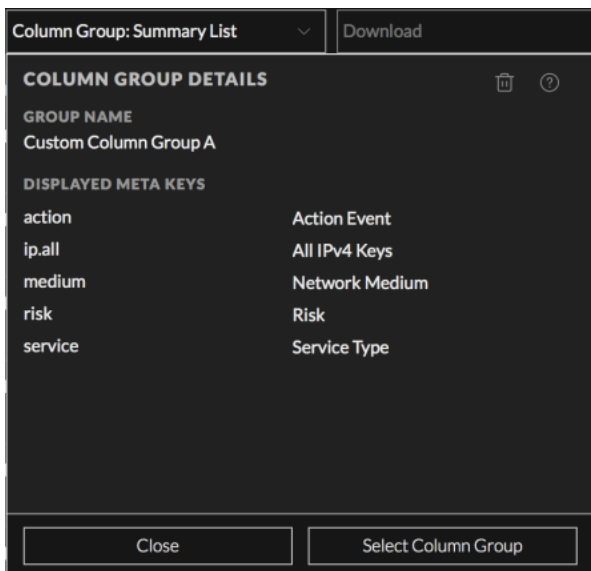 Column Group: Summary List Download
COLUMN GROUP DETAILS
GROUP NAME
Custom Column Group A
DISPLAYED META KEYS
action Action Event
ip.all All IPv4 Keys
medium Network Medium
risk Risk
service Service Type
Close Select Column Group